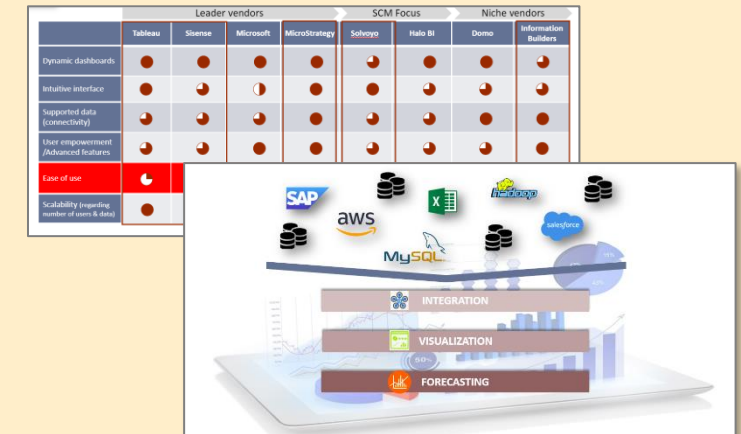 Leader vendors
SCM Focus
Niche vendors
Tableau
Sisense
Microsoft
MicroStrategy
Solvoyo
Halo BI
Domo
Information
Builders
Dynamic dashboards
Intuitive interface
Supported data
(connectivity)
User empowerment
/Advanced features
Ease of use
Scalability (regarding
number of users & data)
SAP
aws
X
hadoop
salesforce
MySQL
INTEGRATION
VISUALIZATION
50%
FORECASTING